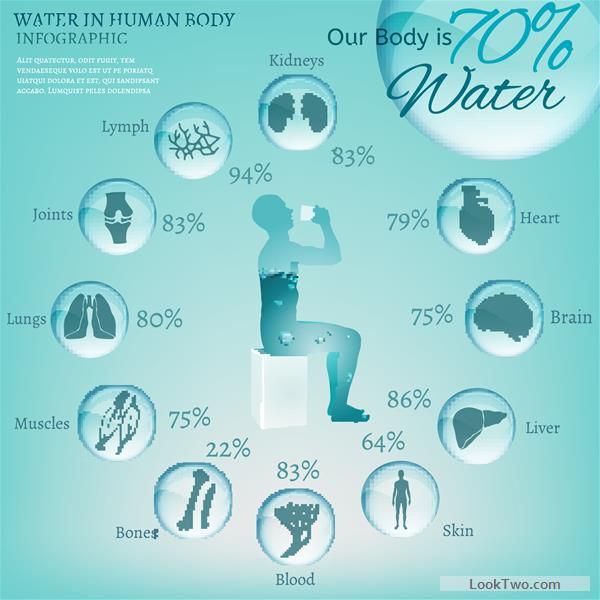 WATER IN HUMAN BODY
INFOGRAPHIC
ALIT QUATECTUR, ODIT FUGIT, TEM
VENDAESEQUE VOLO EST UT PE PORIATQ
UIATQUI DOLORA ET EST, QUI SANDIPSANT
ACCABO. LUMQUIST PELES DOLENDIPSA
Our Body is 70%
Water
Kidneys
83%
Lymph
94%
Joints
83%
79%
Heart
Lungs
80%
75%
Brain
Muscles
75%
86%
Liver
22%
Bones
83%
Blood
64%
Skin
LookTwo.com